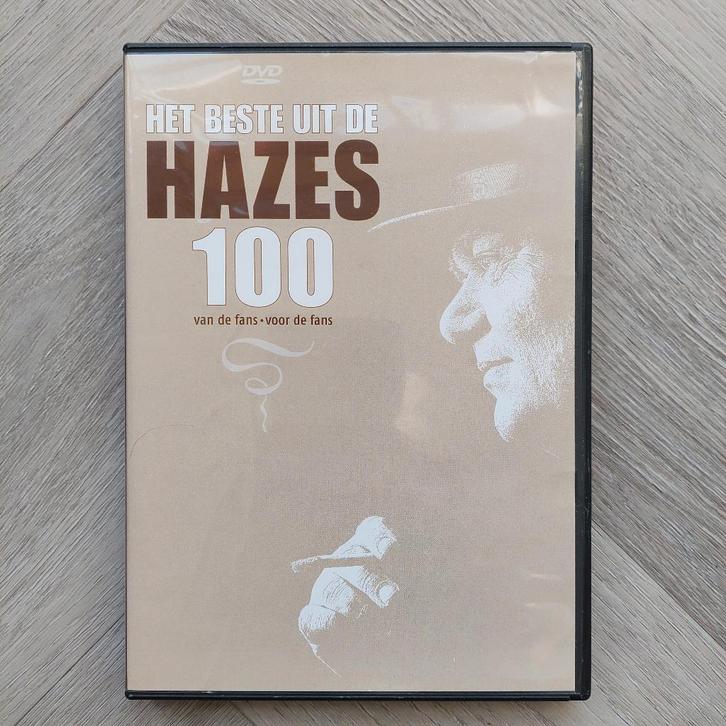 DVD
HET BESTE UIT DE
HAZES
100
van de fans • voor de fans